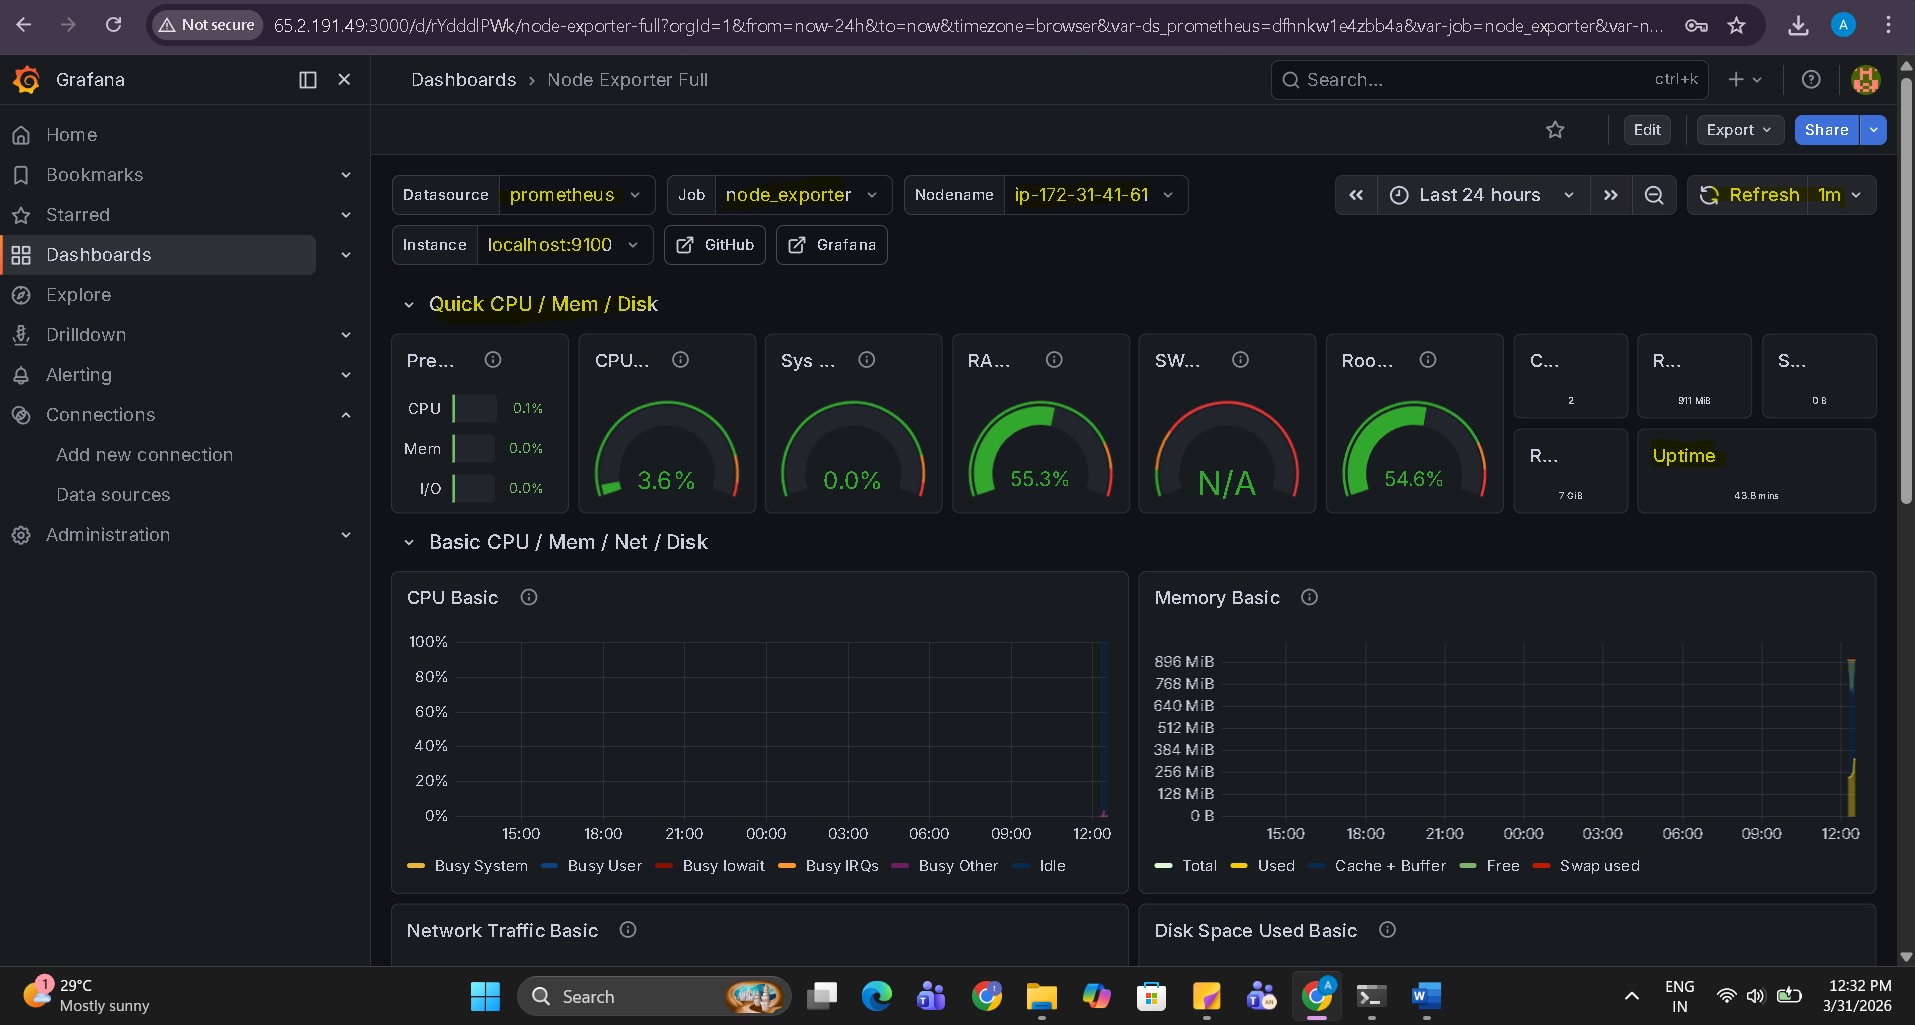 Not secure
65.2.191.49:3000/d/rYdddlPWk/node-exporter-full?orgId=1&from=now-24h&to=now&timezone=browser&var-ds_prometheus=dfhnkw1e4zbb4a&var-job=node_exporter&var-n...
A
Grafana
Dashboards › Node Exporter Full
Search...
ctrl+k
Home
Bookmarks
Starred
Dashboards
Explore
Drilldown
Alerting
Connections
Add new connection
Data sources
Administration
Edit
Export
Share
Datasource prometheus
Job node_exporter
Nodename ip-172-31-41-61
Last 24 hours
Refresh 1m
Instance localhost:9100
GitHub
Grafana
Quick CPU / Mem / Disk
Pre...
CPU 0.1%
Mem 0.0%
I/O 0.0%
CPU...
3.6%
Sys ...
0.0%
RA...
55.3%
SW...
N/A
Roo...
54.6%
C...
2
R...
911 MiB
S...
0 B
R...
7 GiB
Uptime
43.8 mins
Basic CPU / Mem / Net / Disk
CPU Basic
100%
80%
60%
40%
20%
0%
15:00 18:00 21:00 00:00 03:00 06:00 09:00 12:00
Busy System Busy User Busy Iowait Busy IRQs Busy Other Idle
Memory Basic
896 MiB
768 MiB
640 MiB
512 MiB
384 MiB
256 MiB
128 MiB
0 B
15:00 18:00 21:00 00:00 03:00 06:00 09:00 12:00
Total Used Cache + Buffer Free Swap used
Network Traffic Basic
Disk Space Used Basic
1
29°C
Mostly sunny
Search
A
ENG
IN
12:32 PM
3/31/2026